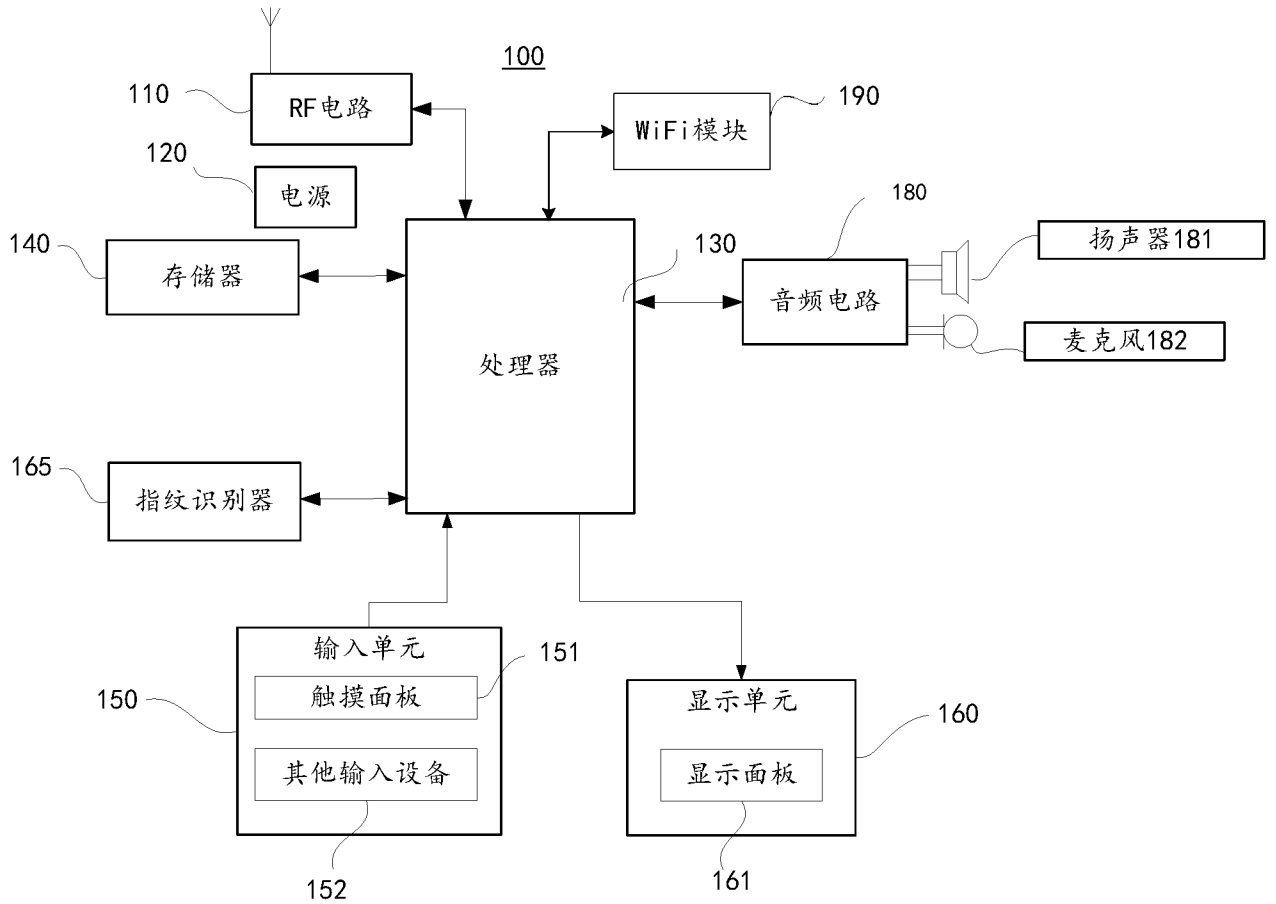 100
110
RF电路
190
WiFi模块
120
电源
180
140
存储器
130
扬声器181
音频电路
麦克风182
处理器
165
指纹识别器
输入单元
151
150
触摸面板
显示单元
160
其他输入设备
显示面板
152
161